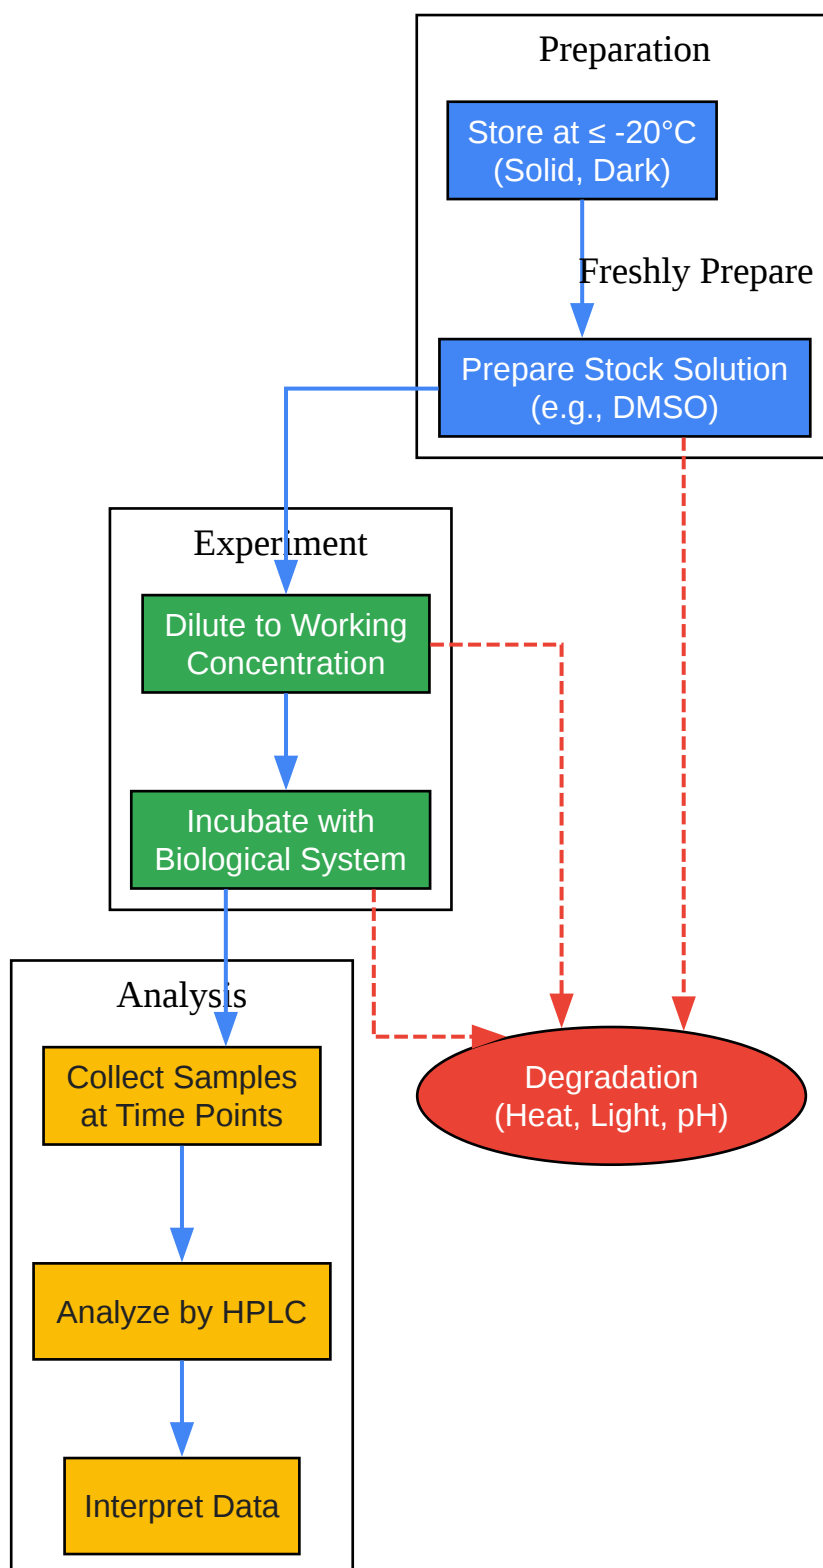 Preparation
Store at ≤ -20°C
(Solid, Dark)
Freshly Prepare
Prepare Stock Solution
(e.g., DMSO)
Experiment
Dilute to Working
Concentration
Incubate with
Biological System
Analysis
Collect Samples
at Time Points
Degradation
(Heat, Light, pH)
Analyze by HPLC
Interpret Data